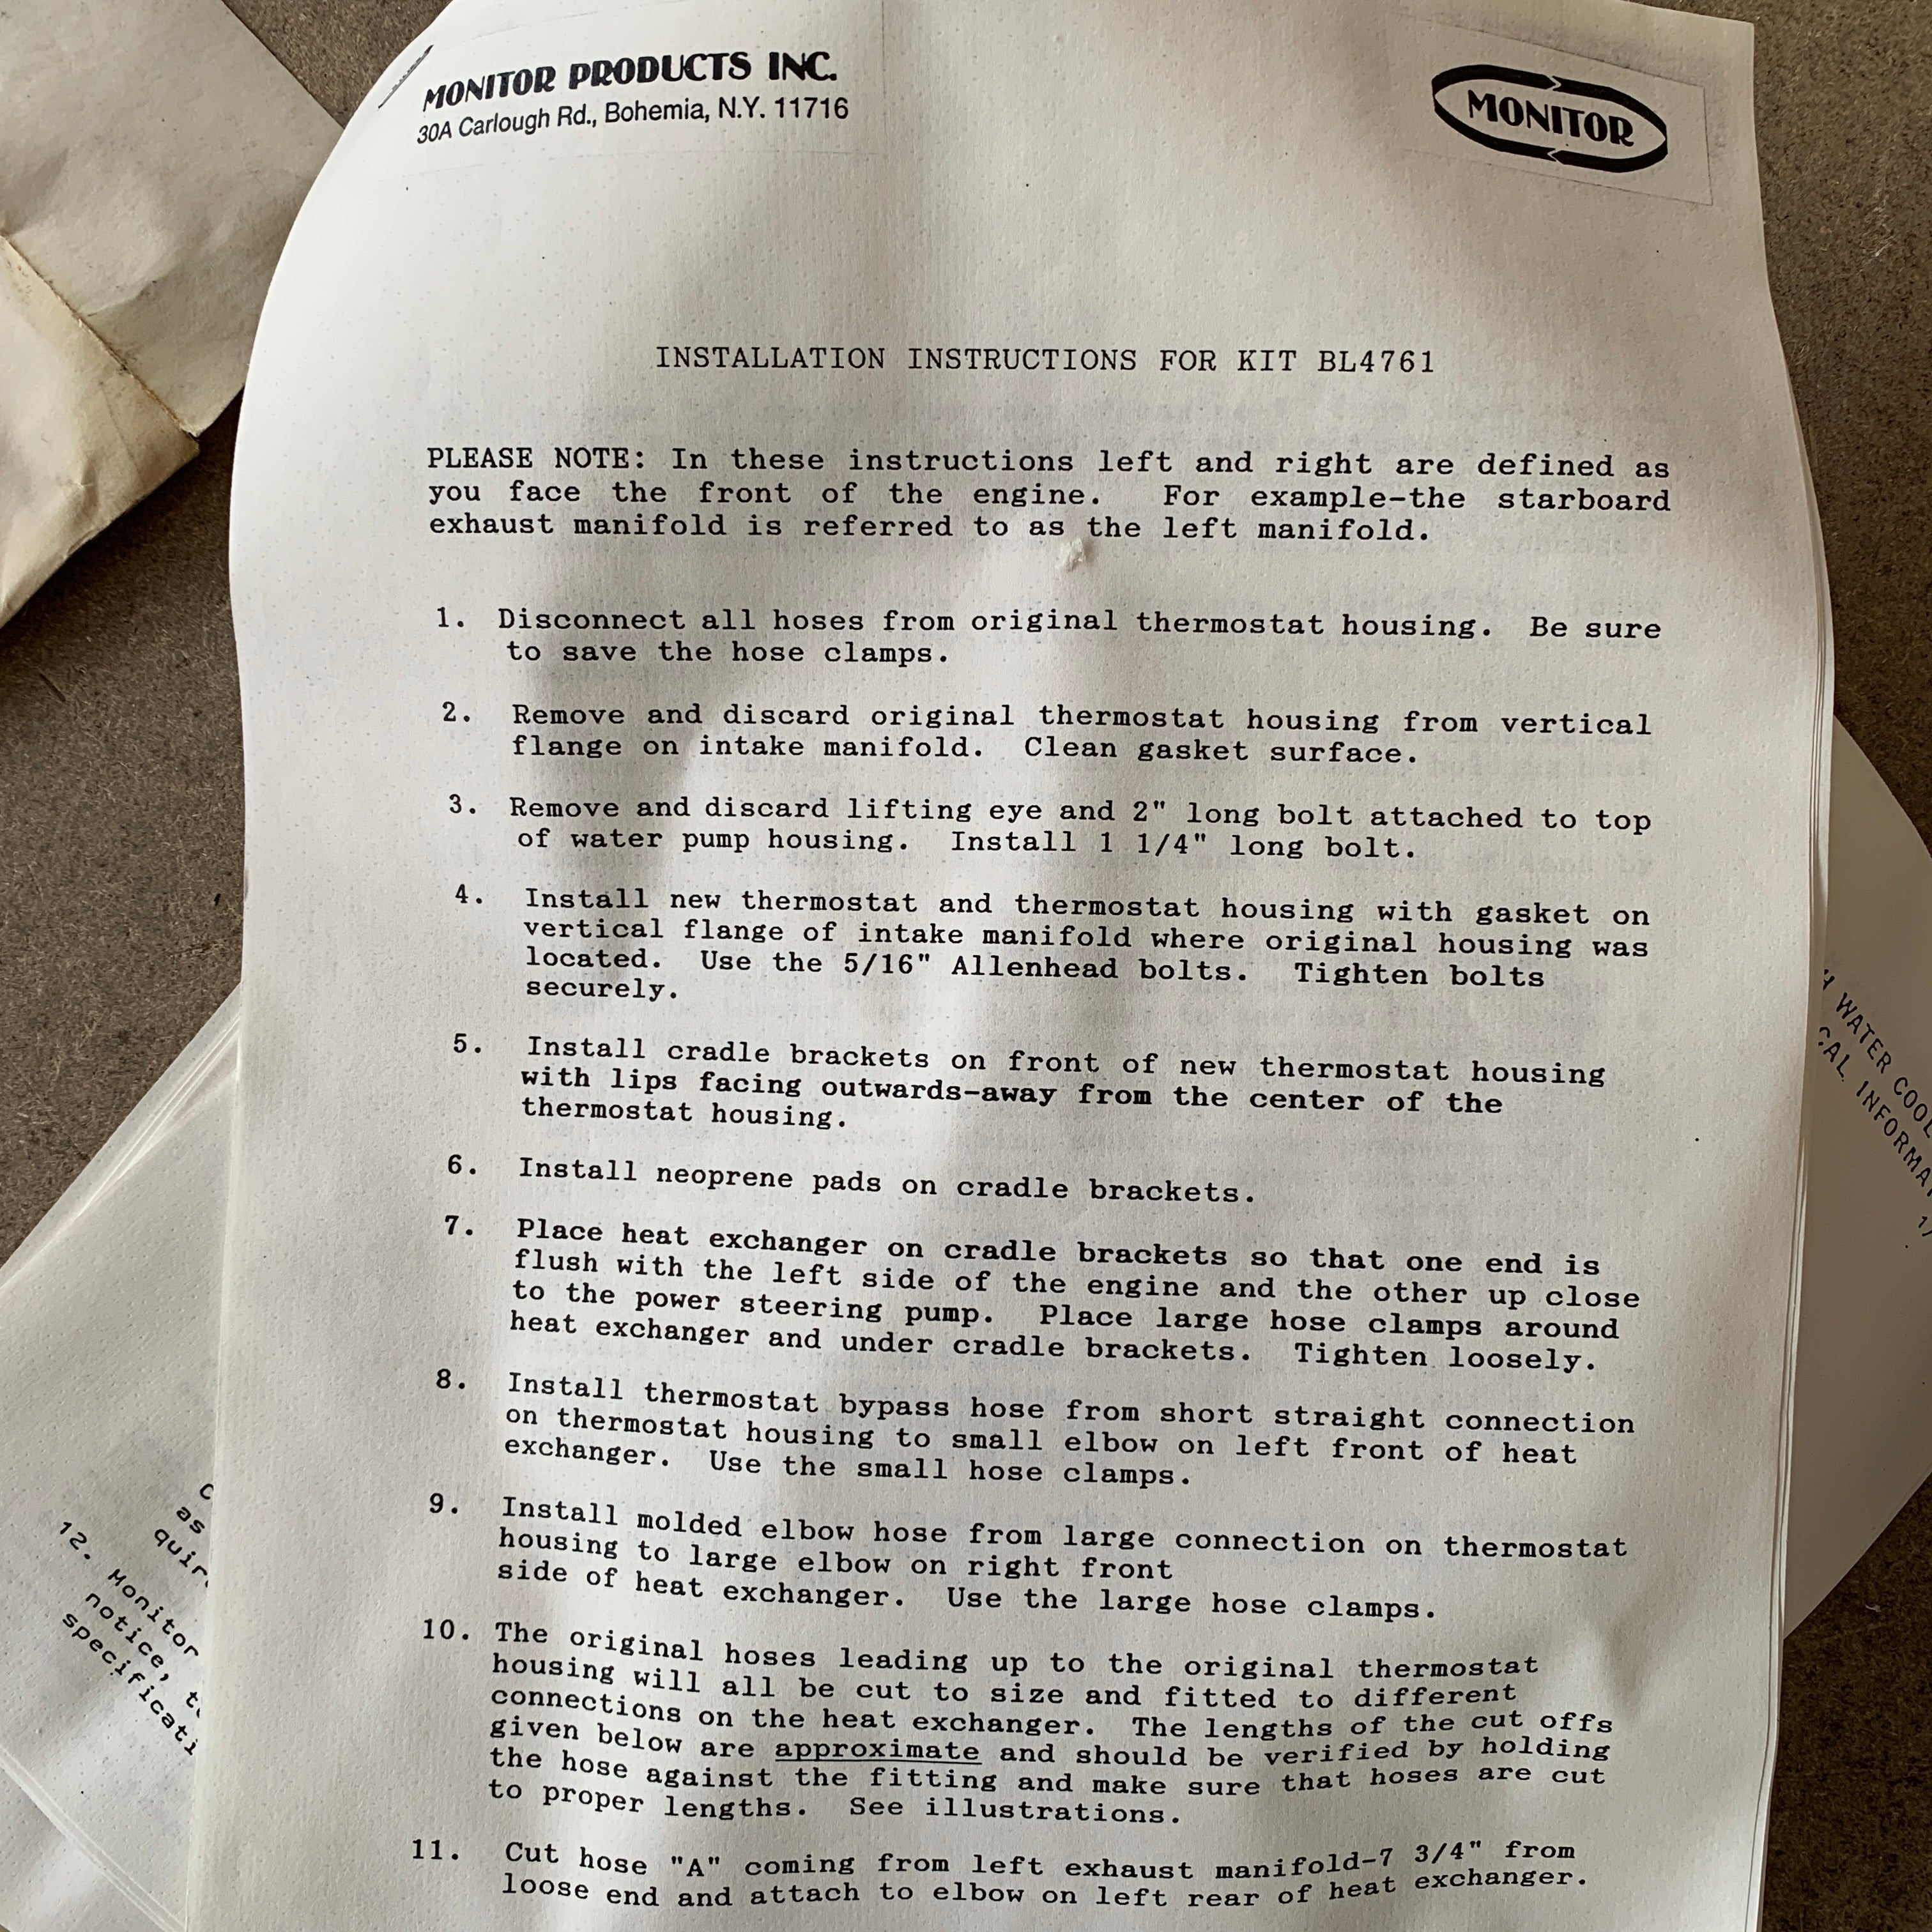 MONITOR PRODUCTS INC.
30A Carlough Rd., Bohemia, N.Y. 11716
MONITOR
INSTALLATION INSTRUCTIONS FOR KIT BL4761
PLEASE NOTE: In these instructions left and right are defined as
you face the front of the engine. For example-the starboard
exhaust manifold is referred to as the left manifold.
1. Disconnect all hoses from original thermostat housing. Be sure
to save the hose clamps.
2. Remove and discard original thermostat housing from vertical
flange on intake manifold. Clean gasket surface.
3. Remove and discard lifting eye and 2" long bolt attached to top
of water pump housing. Install 1 1/4" long bolt.
4. Install new thermostat and thermostat housing with gasket on
vertical flange of intake manifold where original housing was
located. Use the 5/16" Allenhead bolts. Tighten bolts
securely.
5. Install cradle brackets on front of new thermostat housing
with lips facing outwards-away from the center of the
thermostat housing.
6. Install neoprene pads on cradle brackets.
7. Place heat exchanger on cradle brackets so that one end is
flush with the left side of the engine and the other up close
to the power steering pump. Place large hose clamps around
heat exchanger and under cradle brackets. Tighten loosely.
8. Install thermostat bypass hose from short straight connection
on thermostat housing to small elbow on left front of heat
exchanger. Use the small hose clamps.
9. Install molded elbow hose from large connection on thermostat
housing to large elbow on right front
side of heat exchanger. Use the large hose clamps.
10. The original hoses leading up to the original thermostat
housing will all be cut to size and fitted to different
connections on the heat exchanger. The lengths of the cut offs
given below are approximate and should be verified by holding
the hose against the fitting and make sure that hoses are cut
to proper lengths. See illustrations.
11. Cut hose "A" coming from left exhaust manifold-7 3/4" from
loose end and attach to elbow on left rear of heat exchanger.
as
12. Monitor
notice,
WATER